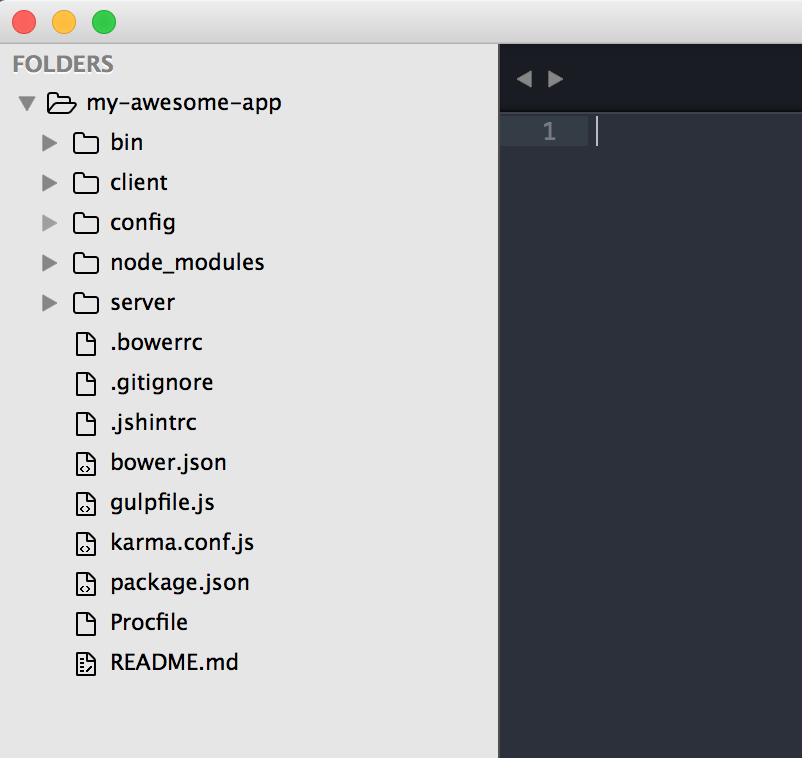 FOLDERS
my-awesome-app
bin
client
config
node_modules
server
.bowerrc
.gitignore
.jshintrc
bower.json
gulpfile.js
karma.conf.js
package.json
Procfile
README.md
1